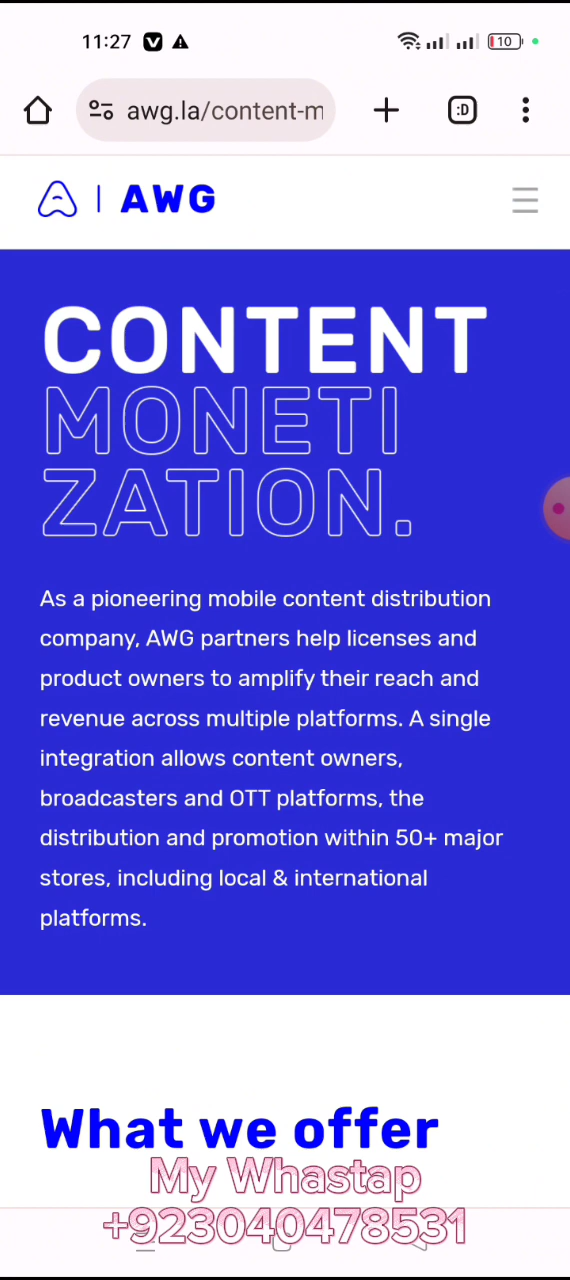 11:27
10
awg.la/content-m
:D
AWG
CONTENT
MONETI
ZATION.
As a pioneering mobile content distribution
company, AWG partners help licenses and
product owners to amplify their reach and
revenue across multiple platforms. A single
integration allows content owners,
broadcasters and OTT platforms, the
distribution and promotion within 50+ major
stores, including local & international
platforms.
What we offer
My Whastap
+923040478531